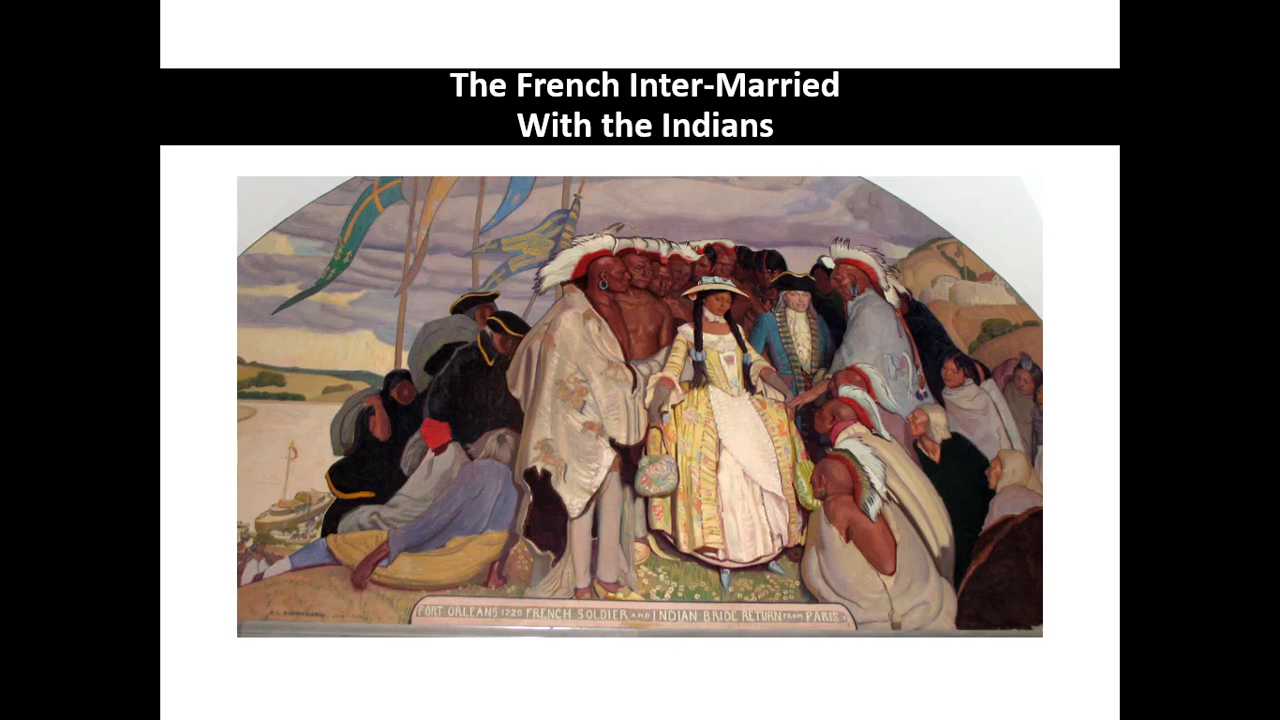 The French Inter-Married
With the Indians
FORT ORLEANS 1720 FRENCH SOLDIER AND INDIAN BRIDE RETURN FROM PARIS